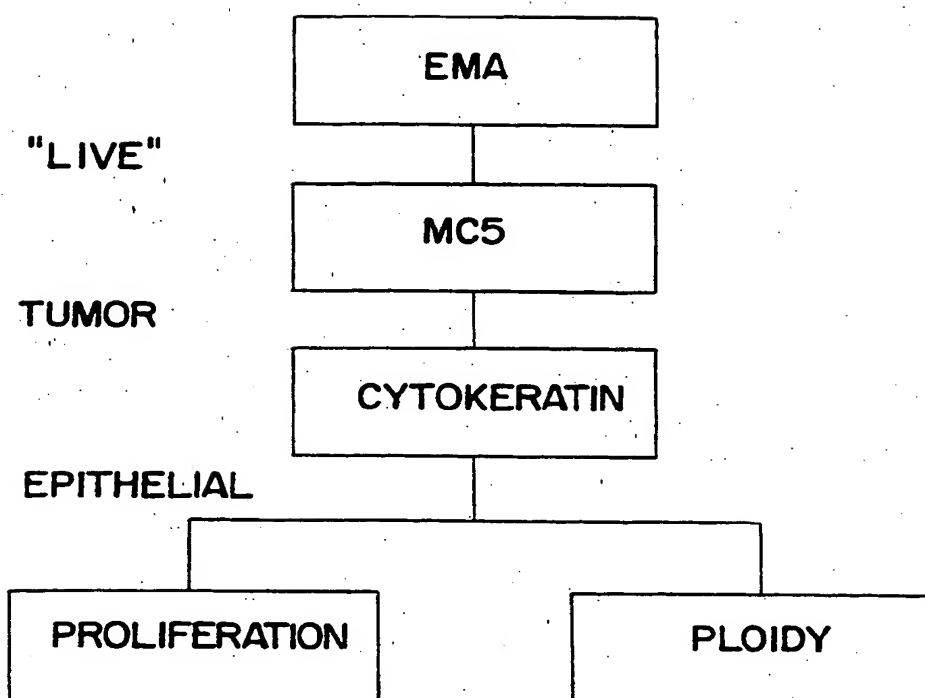 EMA
"LIVE"
MC5
TUMOR
CYTOKERATIN
EPITHELIAL
PROLIFERATION
PLOIDY